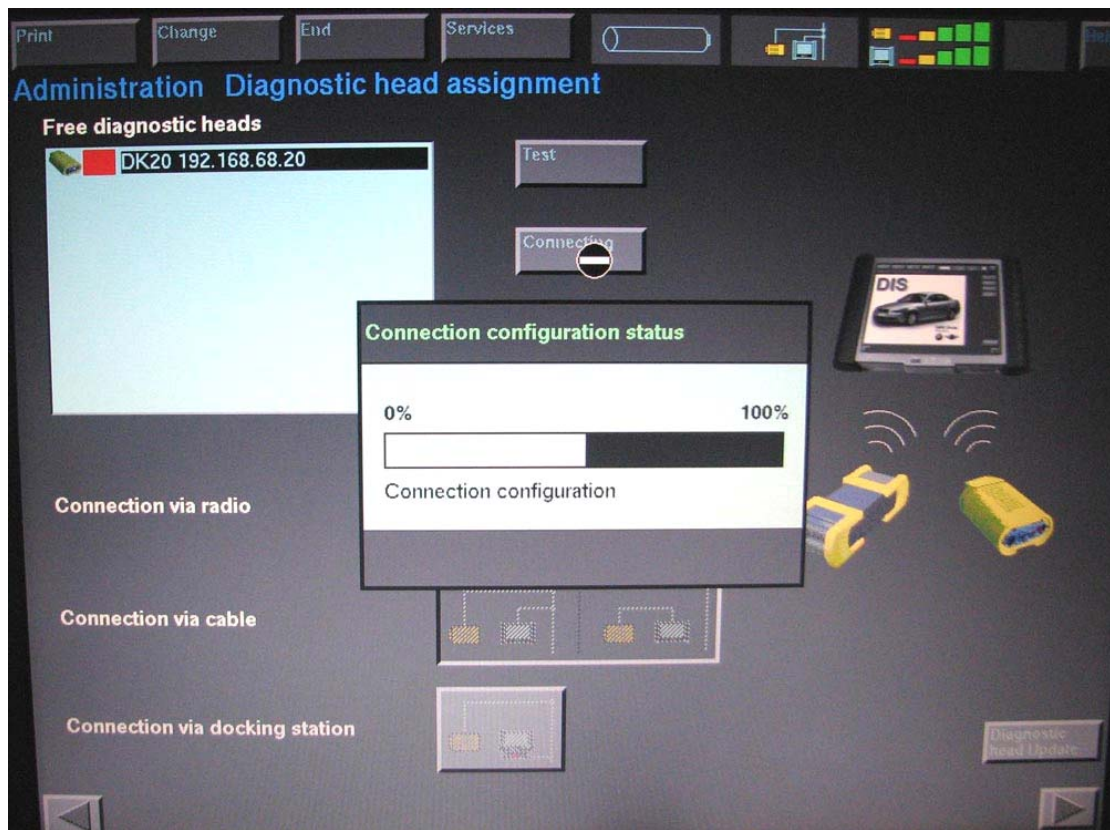 Print
Change
End
Services
Administration Diagnostic head assignment
Free diagnostic heads
DK20 192.168.68.20
Test
Connecting
DIS
Connection configuration status
0% 100%
Connection configuration
Connection via radio
Connection via cable
Connection via docking station
Diagnostic
head Update